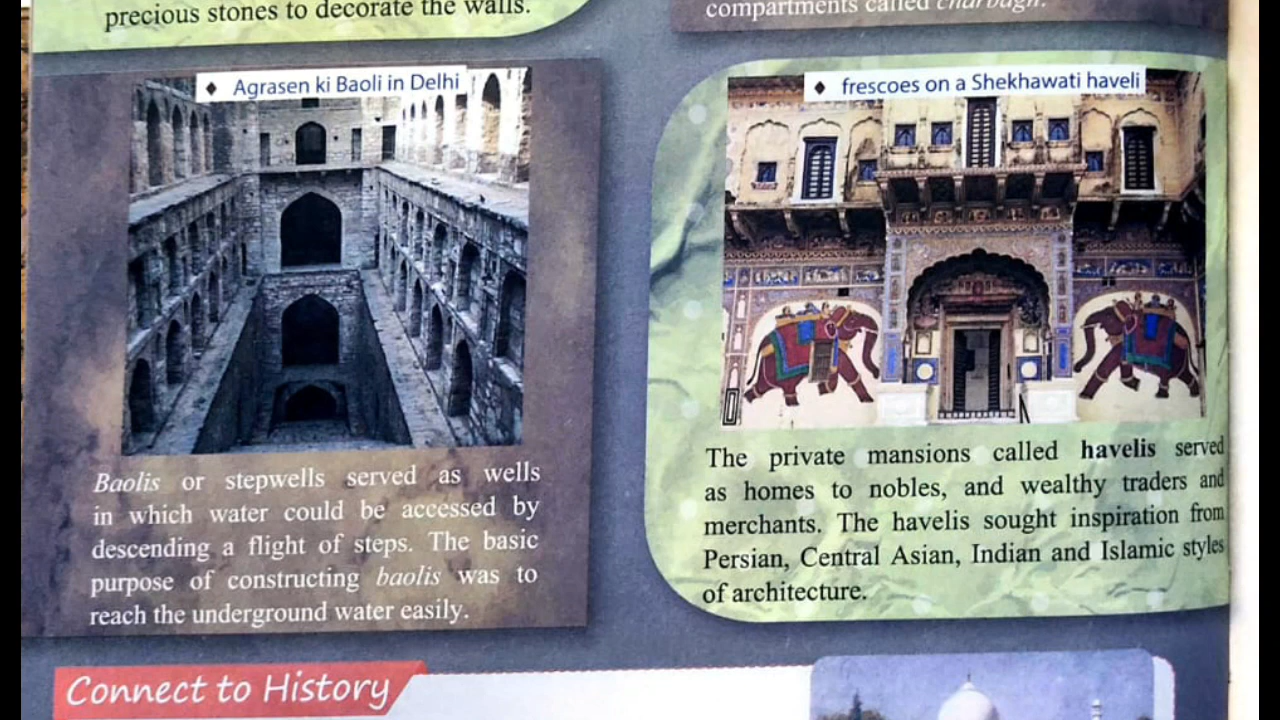 precious stones to decorate the walls.
compartments called charbagh.
♦ Agrasen ki Baoli in Delhi
Baolis or stepwells served as wells
in which water could be accessed by
descending a flight of steps. The basic
purpose of constructing baolis was to
reach the underground water easily.
♦ frescoes on a Shekhawati haveli
The private mansions called havelis served
as homes to nobles, and wealthy traders and
merchants. The havelis sought inspiration from
Persian, Central Asian, Indian and Islamic styles
of architecture.
Connect to History